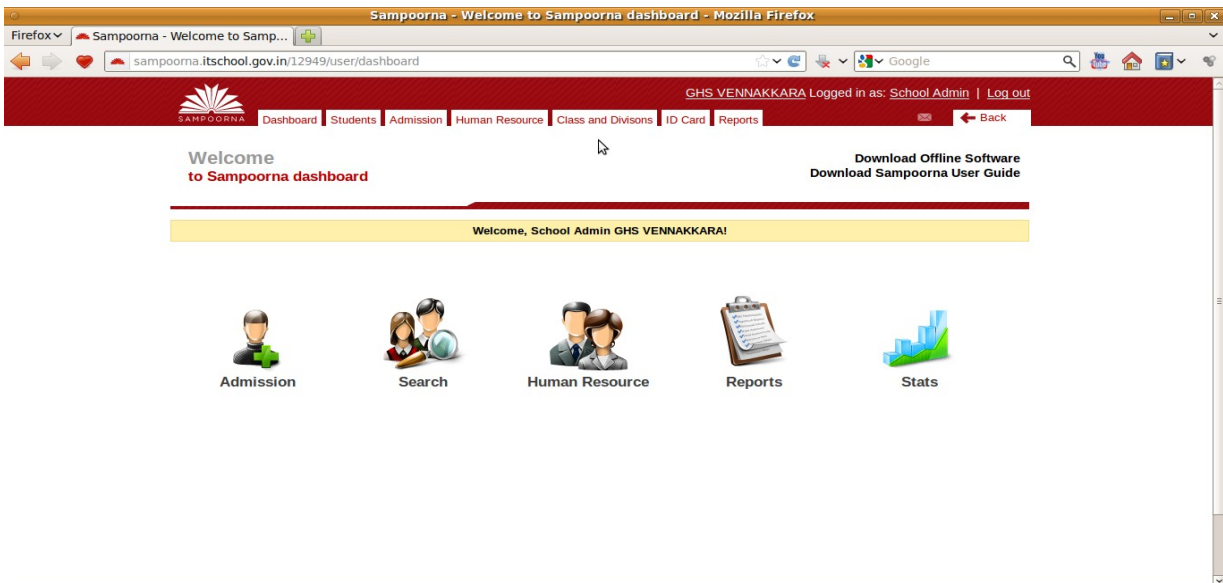 Sampoorna - Welcome to Sampoorna dashboard - Mozilla Firefox
Firefox
Sampoorna - Welcome to Samp...
sampoorna.itschool.gov.in/12949/user/dashboard
Google
GHS VENNAKKARA Logged in as: School Admin | Log out
SAMPOORNA
Dashboard Students Admission Human Resource Class and Divisons ID Card Reports
Back
Welcome
to Sampoorna dashboard
Download Offline Software
Download Sampoorna User Guide
Welcome, School Admin GHS VENNAKKARA!
Admission Search Human Resource Reports Stats